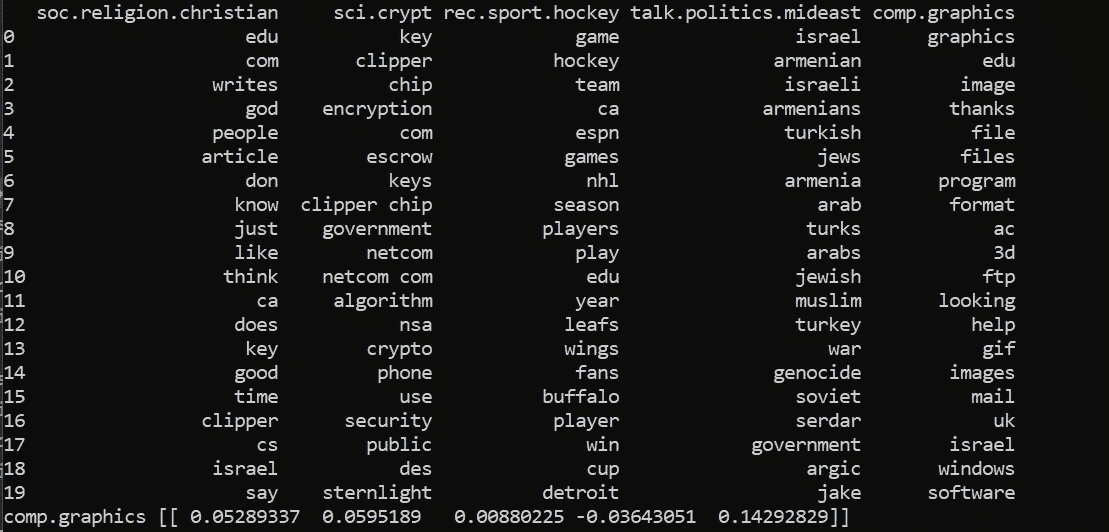 soc.religion.christian sci.crypt rec.sport.hockey talk.politics.mideast comp.graphics
0 edu key game israel graphics
1 com clipper hockey armenian edu
2 writes chip team israeli image
3 god encryption ca armenians thanks
4 people com espn turkish file
5 article escrow games jews files
6 don keys nhl armenia program
7 know clipper chip season arab format
8 just government players turks ac
9 like netcom play arabs 3d
10 think netcom com edu jewish ftp
11 ca algorithm year muslim looking
12 does nsa leafs turkey help
13 key crypto wings war gif
14 good phone fans genocide images
15 time use buffalo soviet mail
16 clipper security player serdar uk
17 cs public win government israel
18 israel des cup argic windows
19 say sternlight detroit jake software
comp.graphics [[ 0.05289337 0.0595189 0.00880225 -0.03643051 0.14292829]]